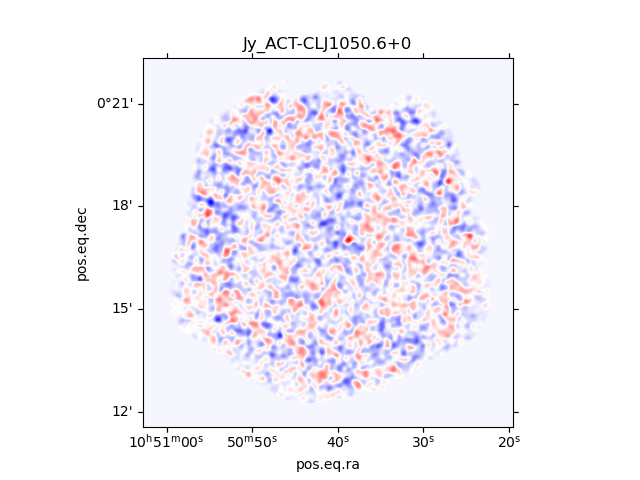 Jy_ACT-CLJ1050.6+0
0°21'
18'
15'
12'
pos.eq.dec
10ʰ51ᵐ00ˢ 50ᵐ50ˢ 40ˢ 30ˢ 20ˢ
pos.eq.ra